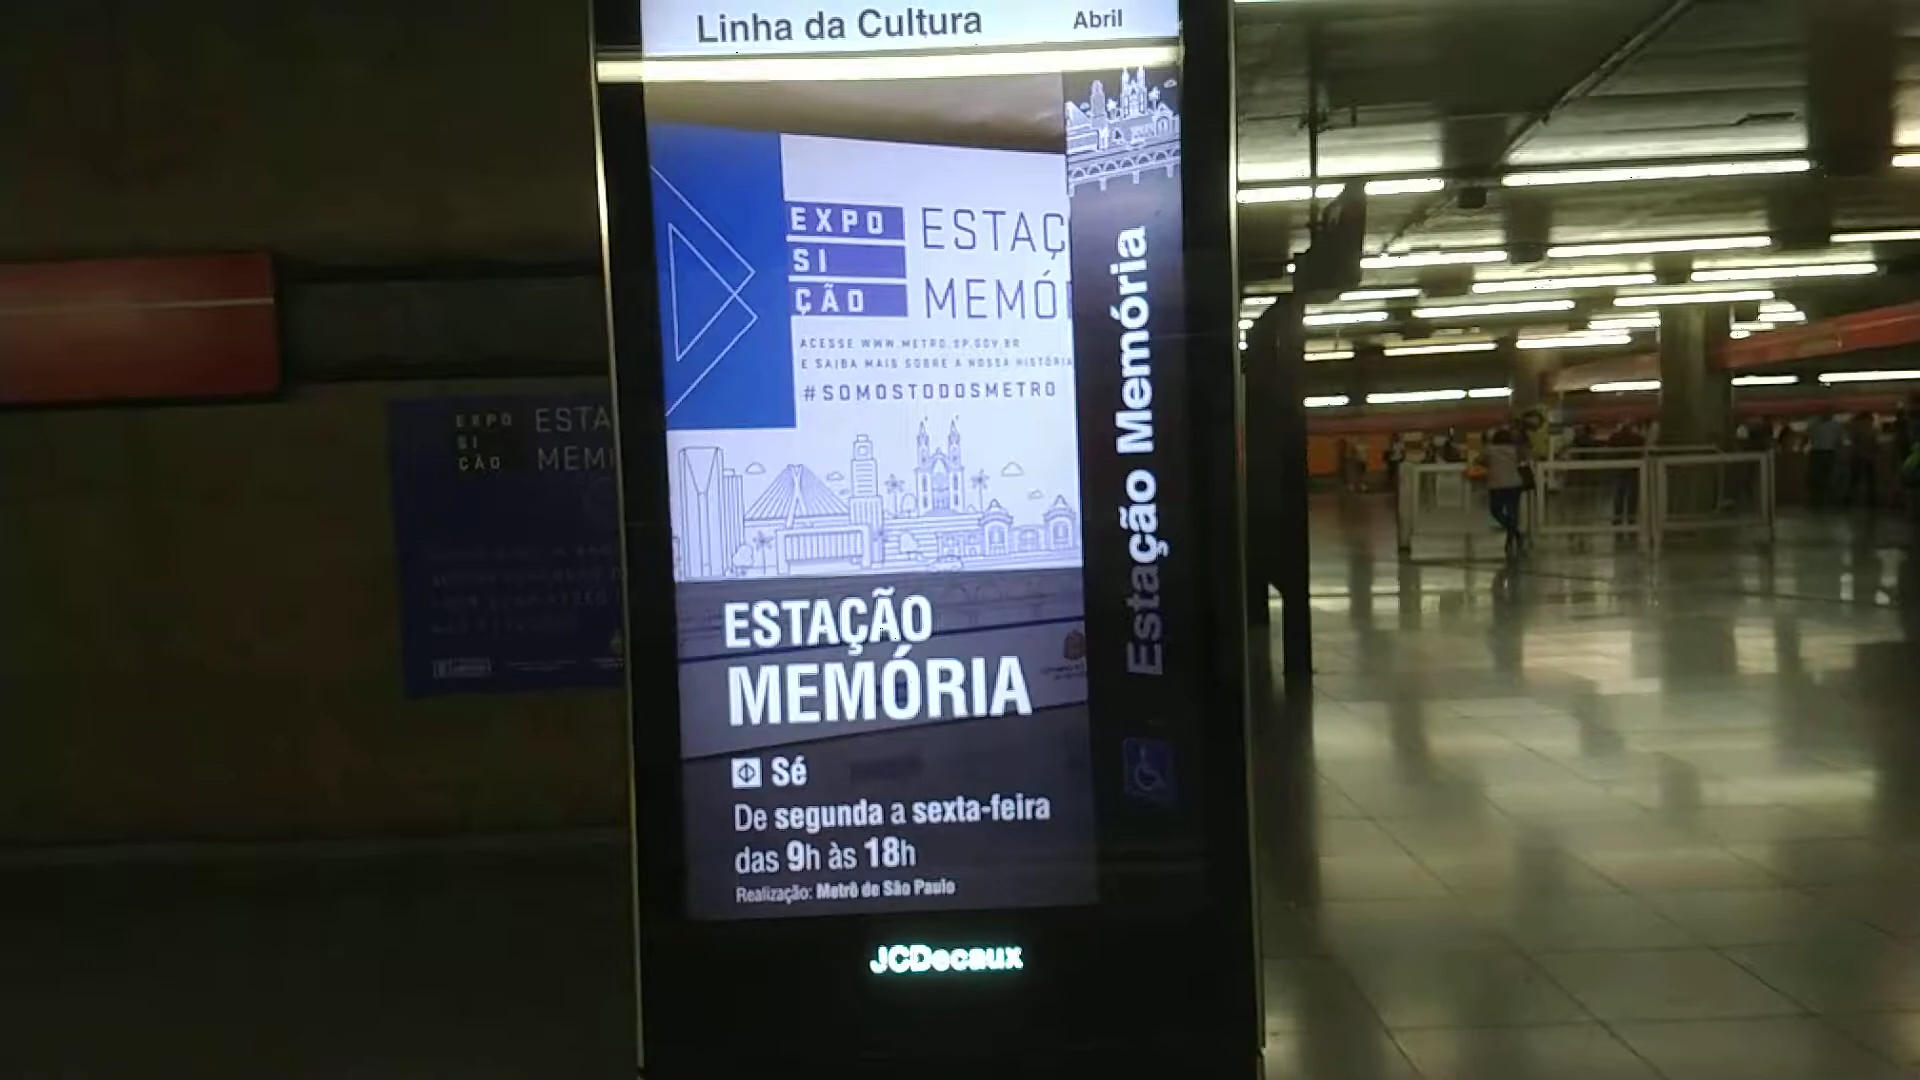 Linha da Cultura
Abril
EXPO
SI
ÇÃO
ESTAÇ
MEMÓ
ACESSE WWW.METRO.SP.GOV.BR
E SAIBA MAIS SOBRE A NOSSA HISTÓRIA
#SOMOSTODOSMETRO
Estação Memória
ESTAÇÃO
MEMÓRIA
Sé
De segunda a sexta-feira
das 9h às 18h
Realização: Metrô de São Paulo
JCDecaux
EXPO
SI
ÇÃO
ESTA
MEM